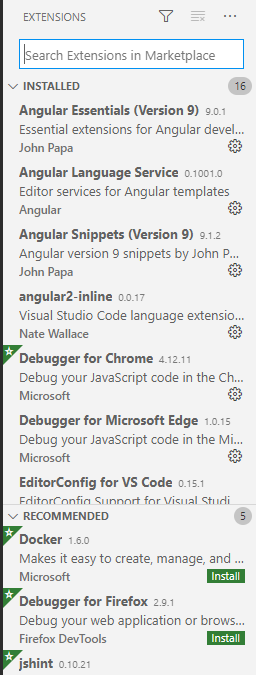 EXTENSIONS
Search Extensions in Marketplace
INSTALLED 16
Angular Essentials (Version 9) 9.0.1
Essential extensions for Angular devel...
John Papa
Angular Language Service 0.1001.0
Editor services for Angular templates
Angular
Angular Snippets (Version 9) 9.1.2
Angular version 9 snippets by John P...
John Papa
angular2-inline 0.0.17
Visual Studio Code language extensio...
Nate Wallace
Debugger for Chrome 4.12.11
Debug your JavaScript code in the Ch...
Microsoft
Debugger for Microsoft Edge 1.0.15
Debug your JavaScript code in the Mi...
Microsoft
EditorConfig for VS Code 0.15.1
EditorConfig Support for Visual Studi...
RECOMMENDED 5
Docker 1.6.0
Makes it easy to create, manage, and ...
Microsoft Install
Debugger for Firefox 2.9.1
Debug your web application or brows...
Firefox DevTools Install
jshint 0.10.21